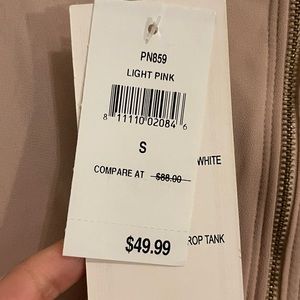 PN859
LIGHT PINK
8 11110 02084 6
S
COMPARE AT $88.00
$49.99
WHITE
ROP TANK